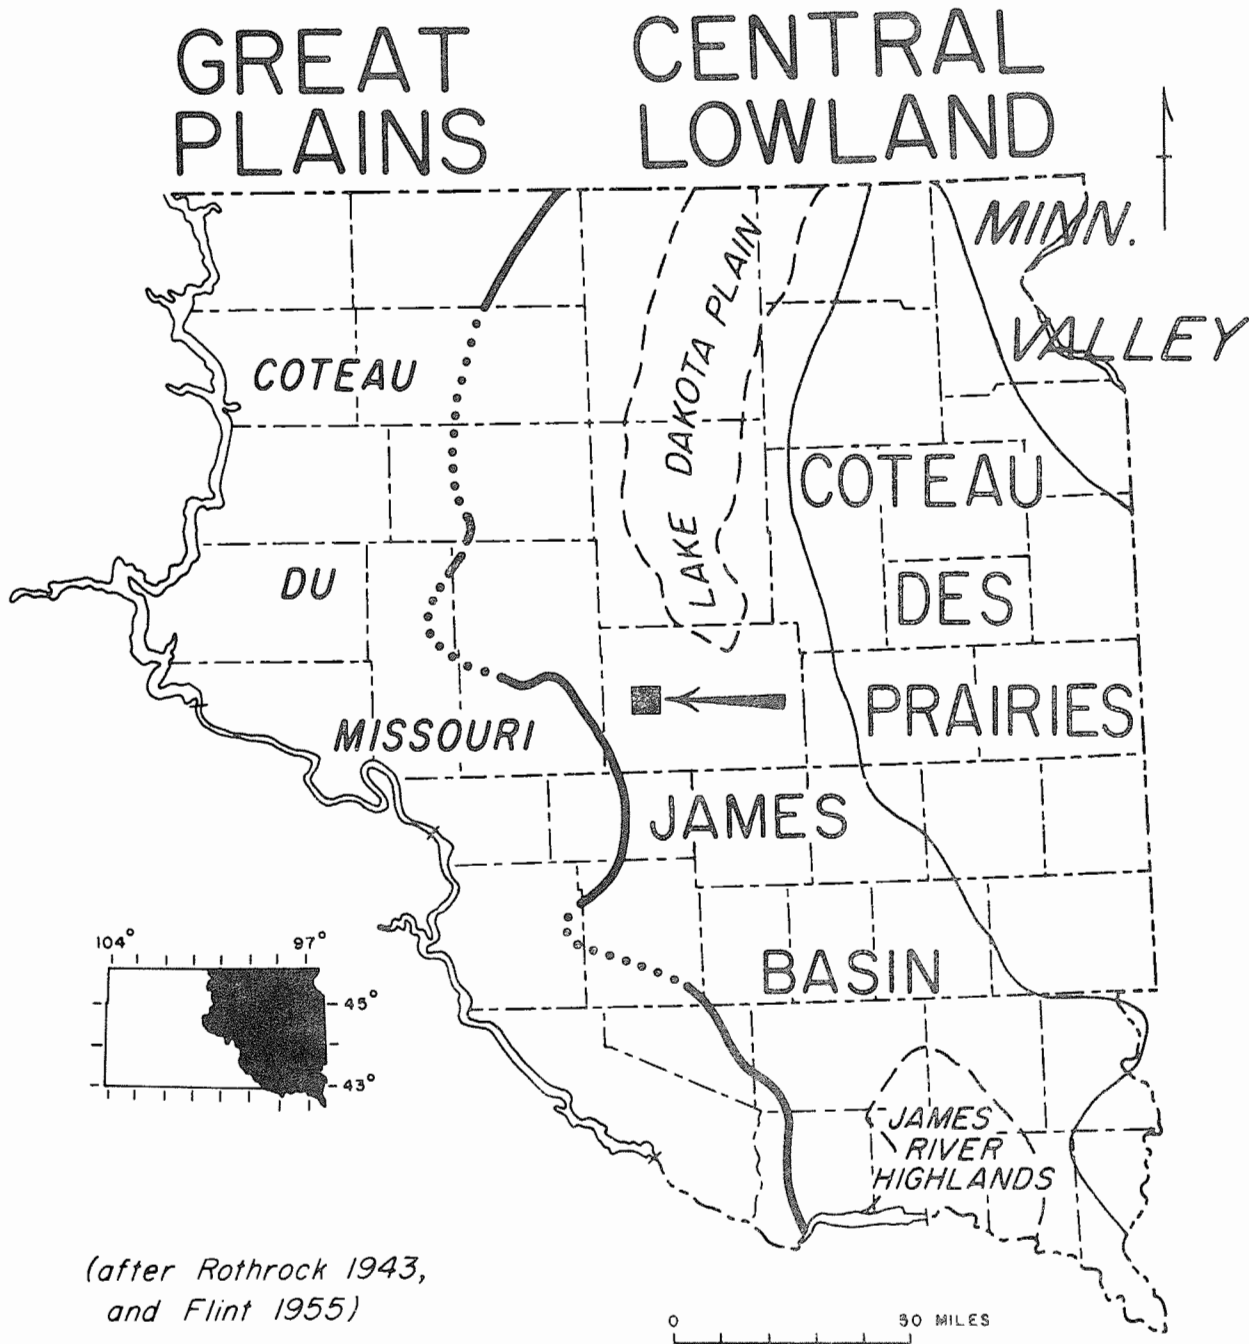 GREAT
PLAINS
CENTRAL
LOWLAND
MINN.
VALLEY
LAKE DAKOTA PLAIN
COTEAU
DU
MISSOURI
COTEAU
DES
PRAIRIES
JAMES
BASIN
JAMES
RIVER
HIGHLANDS
104° 97°
45°
43°
(after Rothrock 1943,
and Flint 1955)
0 30 MILES